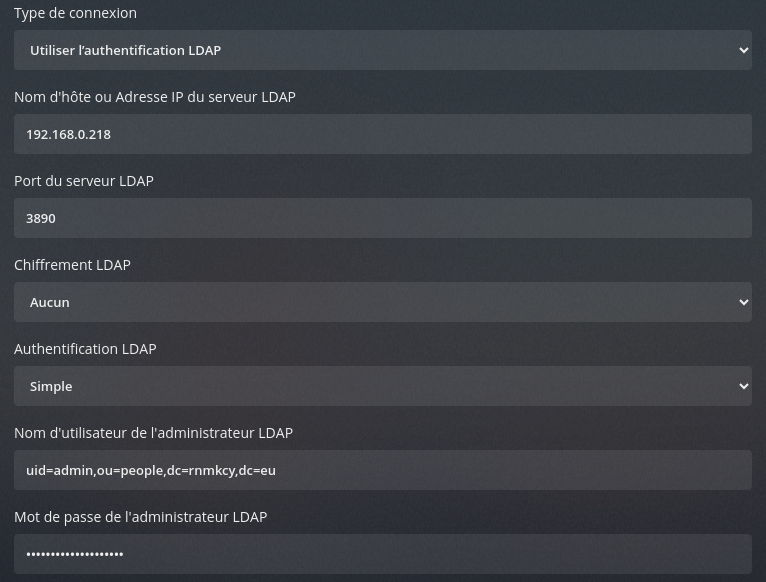 Type de connexion
Utiliser l’authentification LDAP
Nom d'hôte ou Adresse IP du serveur LDAP
192.168.0.218
Port du serveur LDAP
3890
Chiffrement LDAP
Aucun
Authentification LDAP
Simple
Nom d'utilisateur de l'administrateur LDAP
uid=admin,ou=people,dc=rnmkcy,dc=eu
Mot de passe de l'administrateur LDAP
••••••••••••••••••••